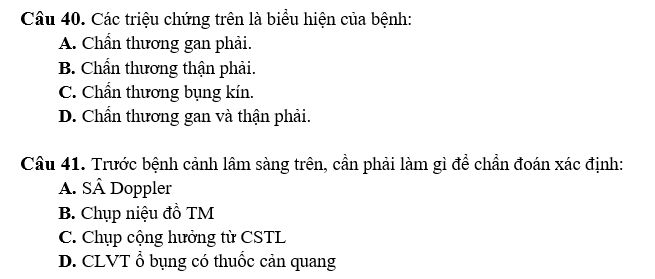 Câu 40. Các triệu chứng trên là biểu hiện của bệnh:
A. Chấn thương gan phải.
B. Chấn thương thận phải.
C. Chấn thương bụng kín.
D. Chấn thương gan và thận phải.
Câu 41. Trước bệnh cảnh lâm sàng trên, cần phải làm gì để chẩn đoán xác định:
A. SÂ Doppler
B. Chụp niệu đồ TM
C. Chụp cộng hưởng từ CSTL
D. CLVT ổ bụng có thuốc cản quang